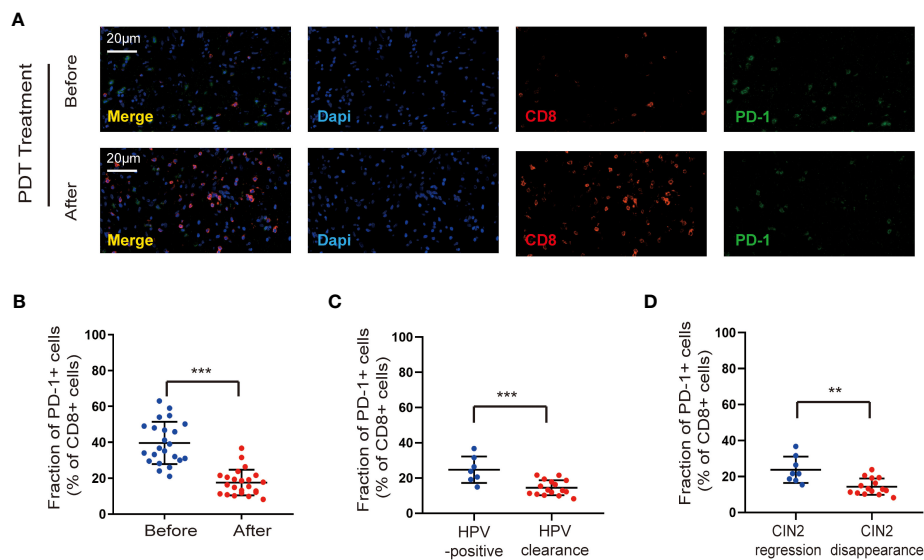 A
PDT Treatment
Before
After
20μm
Merge
Dapi
CD8
PD-1
20μm
Merge
Dapi
CD8
PD-1
B
Fraction of PD-1+ cells
(% of CD8+ cells)
100
80
60
40
20
0
***
Before
After
C
Fraction of PD-1+ cells
(% of CD8+ cells)
100
80
60
40
20
0
***
HPV
-positive
HPV
clearance
D
Fraction of PD-1+ cells
(% of CD8+ cells)
100
80
60
40
20
0
**
CIN2
regression
CIN2
disappearance